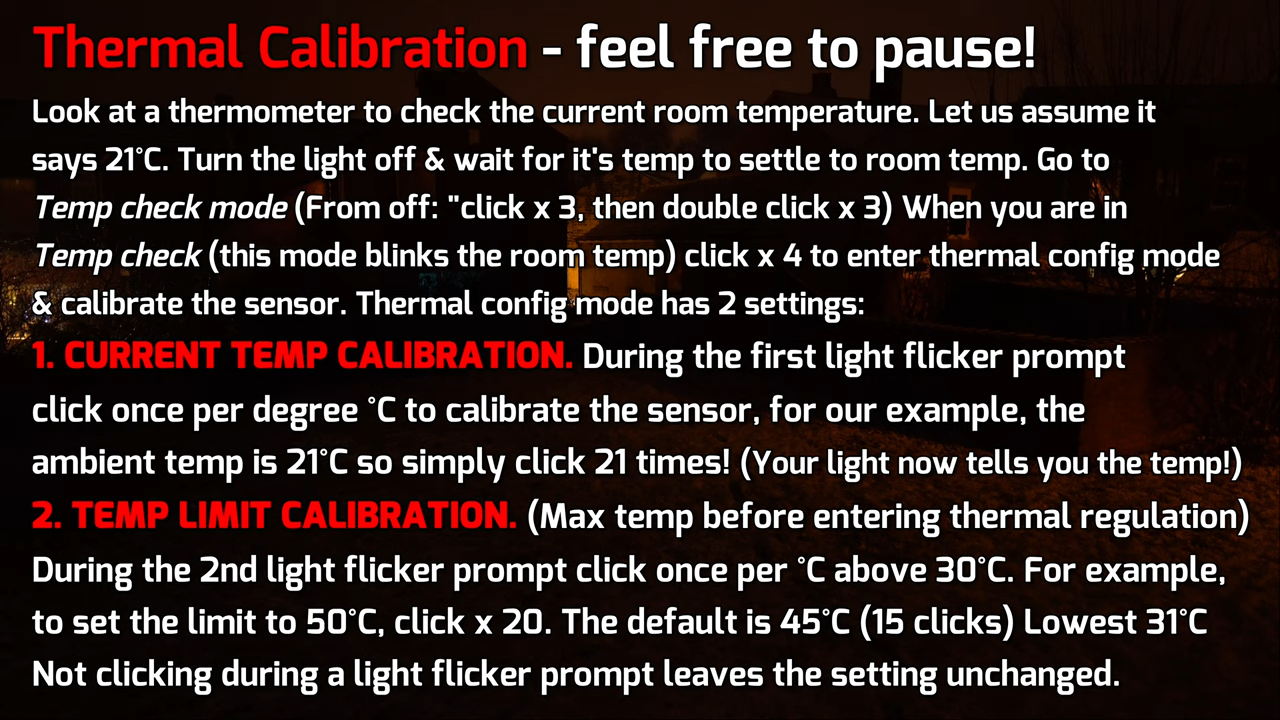 Thermal Calibration - feel free to pause!
Look at a thermometer to check the current room temperature. Let us assume it
says 21°C. Turn the light off & wait for it's temp to settle to room temp. Go to
Temp check mode (From off: "click x 3, then double click x 3) When you are in
Temp check (this mode blinks the room temp) click x 4 to enter thermal config mode
& calibrate the sensor. Thermal config mode has 2 settings:
1. CURRENT TEMP CALIBRATION. During the first light flicker prompt
click once per degree °C to calibrate the sensor, for our example, the
ambient temp is 21°C so simply click 21 times! (Your light now tells you the temp!)
2. TEMP LIMIT CALIBRATION. (Max temp before entering thermal regulation)
During the 2nd light flicker prompt click once per °C above 30°C. For example,
to set the limit to 50°C, click x 20. The default is 45°C (15 clicks) Lowest 31°C
Not clicking during a light flicker prompt leaves the setting unchanged.